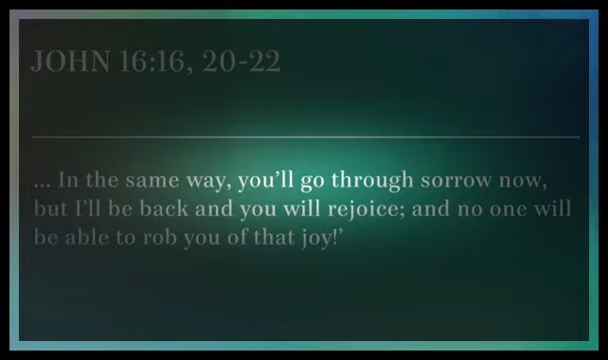 JOHN 16:16, 20-22
... In the same way, you’ll go through sorrow now,
but I’ll be back and you will rejoice; and no one will
be able to rob you of that joy!’